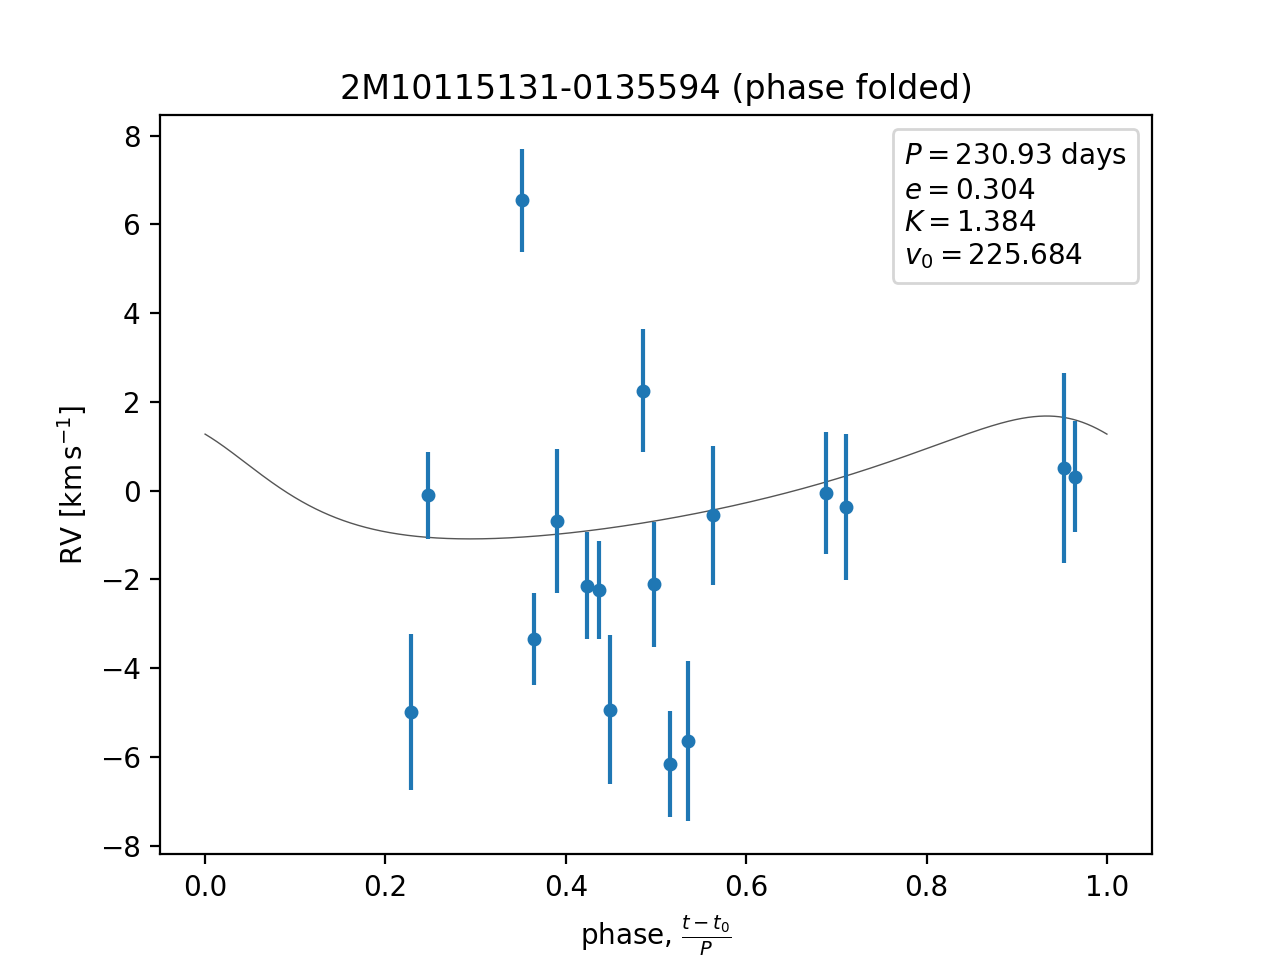 2M10115131-0135594 (phase folded)
P = 230.93 days
e = 0.304
K = 1.384
v₀ = 225.684
8
6
4
2
0
−2
−4
−6
−8
RV [km s⁻¹]
0.0 0.2 0.4 0.6 0.8 1.0
phase, (t − t₀)/P